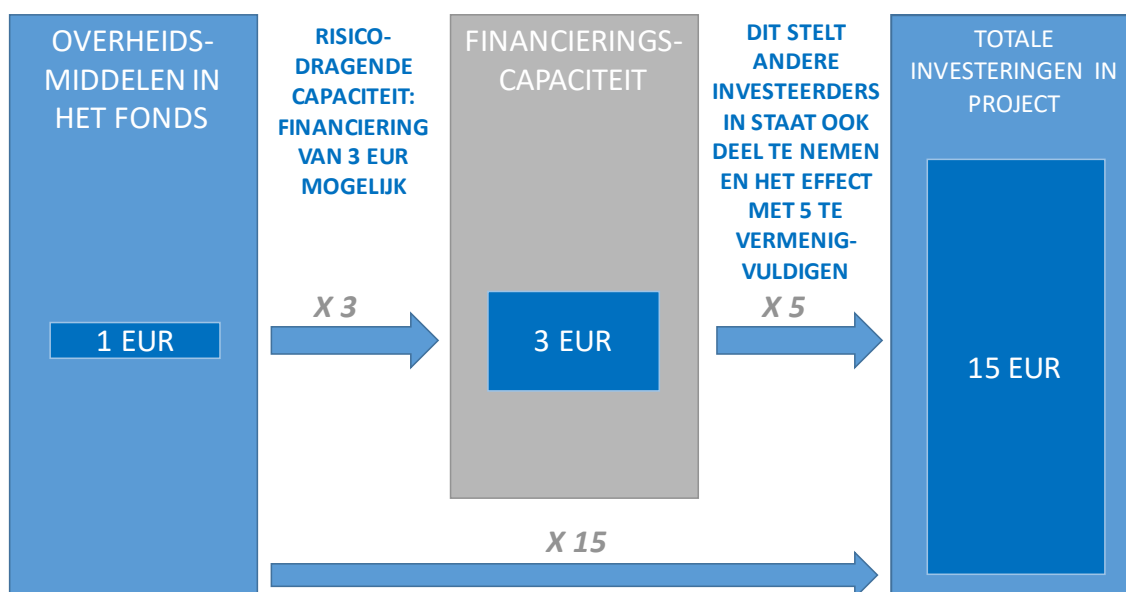 OVERHEIDS-
MIDDELEN IN
HET FONDS
1 EUR
RISICO-
DRAGENDE
CAPACITEIT:
FINANCIERING
VAN 3 EUR
MOGELIJK
X 3
FINANCIERINGS-
CAPACITEIT
3 EUR
DIT STELT
ANDERE
INVESTEERDERS
IN STAAT OOK
DEEL TE NEMEN
EN HET EFFECT
MET 5 TE
VERMENIG-
VULDIGEN
X 5
TOTALE
INVESTERINGEN IN
PROJECT
15 EUR
X 15